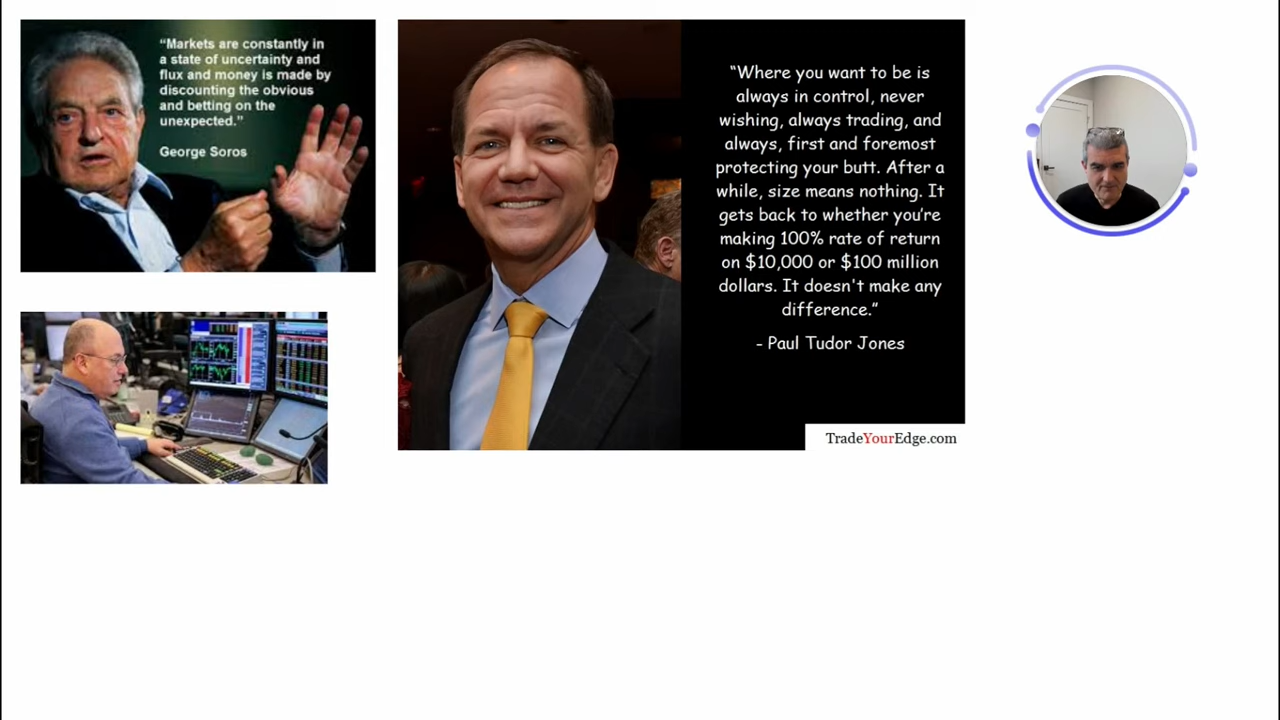 “Markets are constantly in
a state of uncertainty and
flux and money is made by
discounting the obvious
and betting on the
unexpected.”
George Soros
“Where you want to be is
always in control, never
wishing, always trading, and
always, first and foremost
protecting your butt. After a
while, size means nothing. It
gets back to whether you’re
making 100% rate of return
on $10,000 or $100 million
dollars. It doesn't make any
difference.”
- Paul Tudor Jones
TradeYourEdge.com